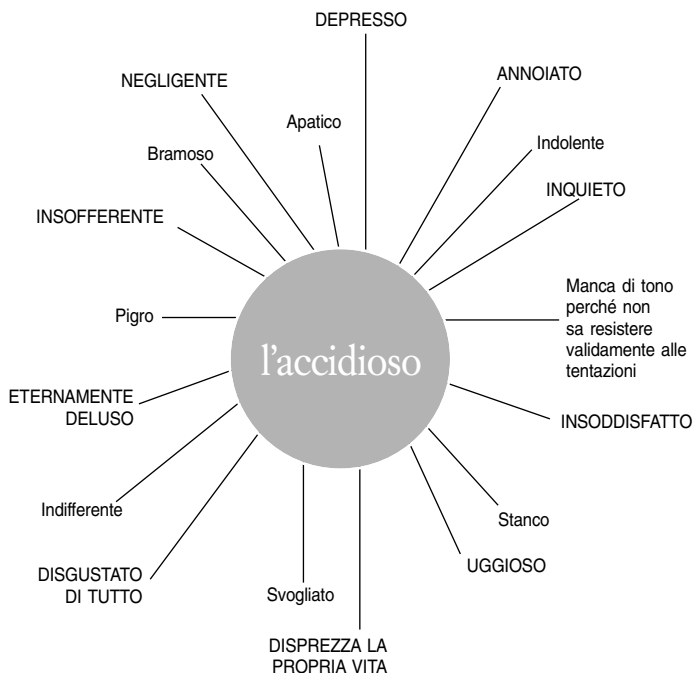 DEPRESSO
NEGLIGENTE
ANNOIATO
Apatico
Bramoso
Indolente
INQUIETO
INSOFFERENTE
Manca di tono
perché non
sa resistere
validamente alle
tentazioni
Pigro
l'accidioso
ETERNAMENTE
DELUSO
INSODDISFATTO
Indifferente
Stanco
UGGIOSO
DISGUSTATO
DI TUTTO
Svogliato
DISPREZZA LA
PROPRIA VITA